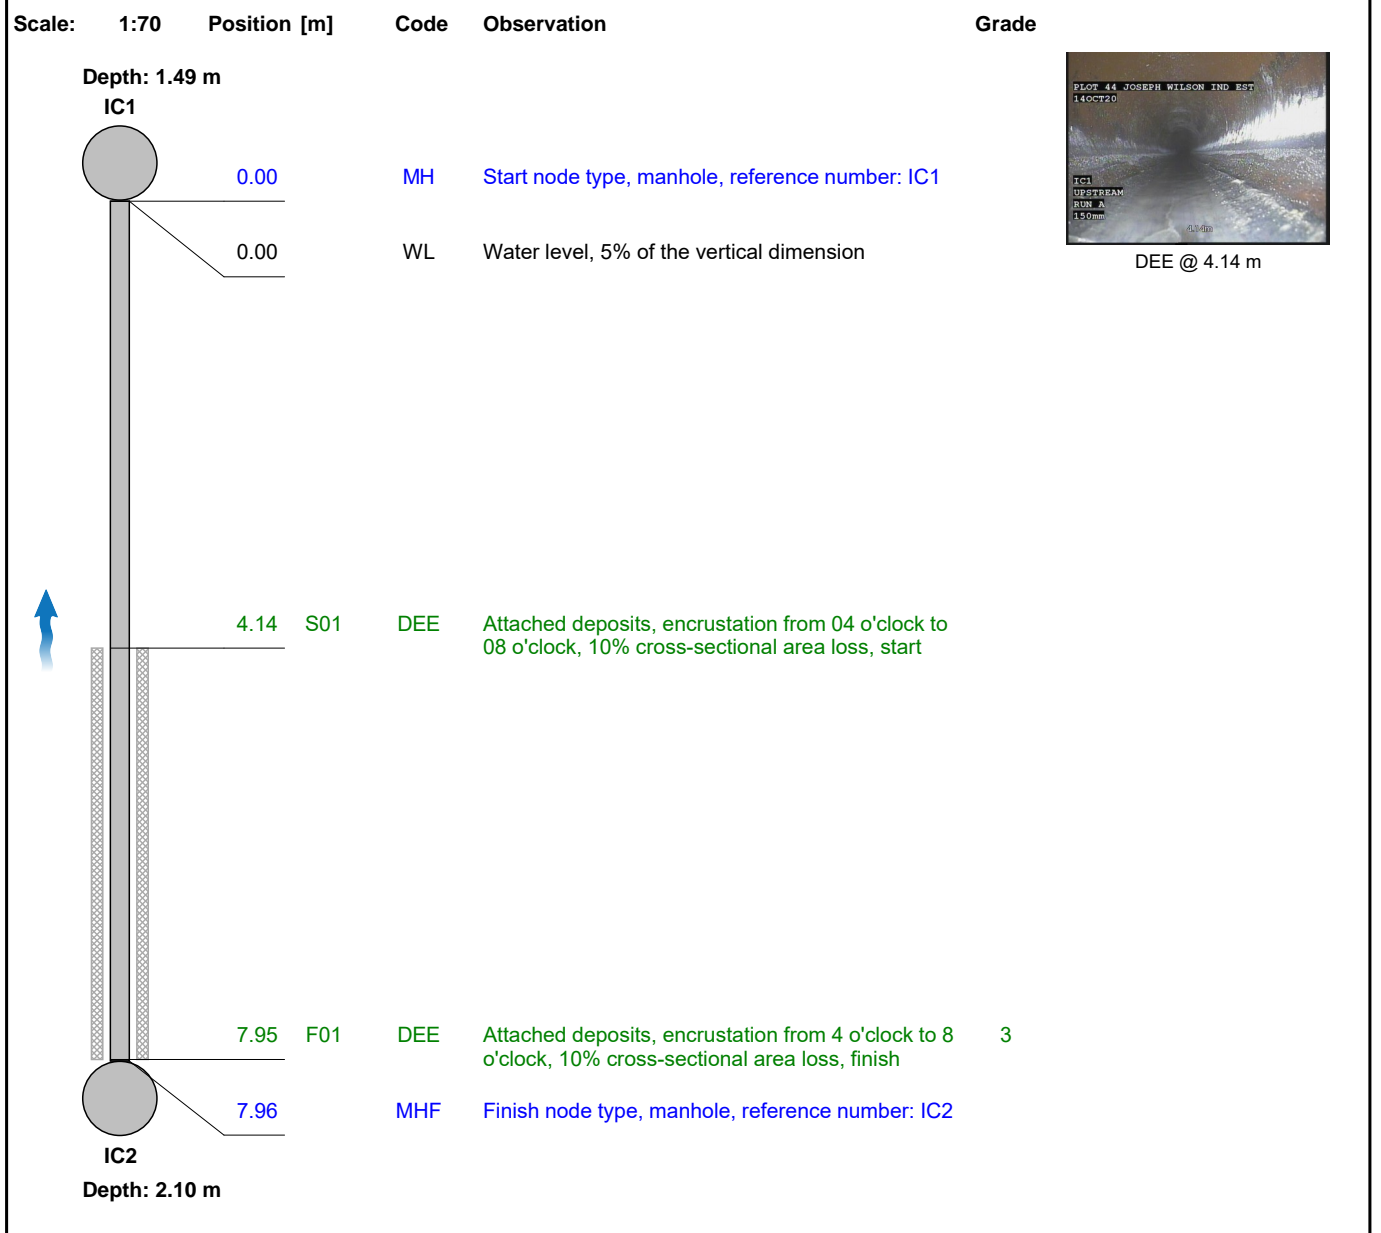 Scale: 1:70 Position [m] Code Observation Grade
Depth: 1.49 m
IC1
0.00 MH Start node type, manhole, reference number: IC1
0.00 WL Water level, 5% of the vertical dimension
PLOT 44 JOSEPH WILSON IND EST
14OCT20
IC1
UPSTREAM
RUN A
150mm
4.14m
DEE @ 4.14 m
4.14 S01 DEE Attached deposits, encrustation from 04 o'clock to
08 o'clock, 10% cross-sectional area loss, start
7.95 F01 DEE Attached deposits, encrustation from 4 o'clock to 8 3
o'clock, 10% cross-sectional area loss, finish
7.96 MHF Finish node type, manhole, reference number: IC2
IC2
Depth: 2.10 m